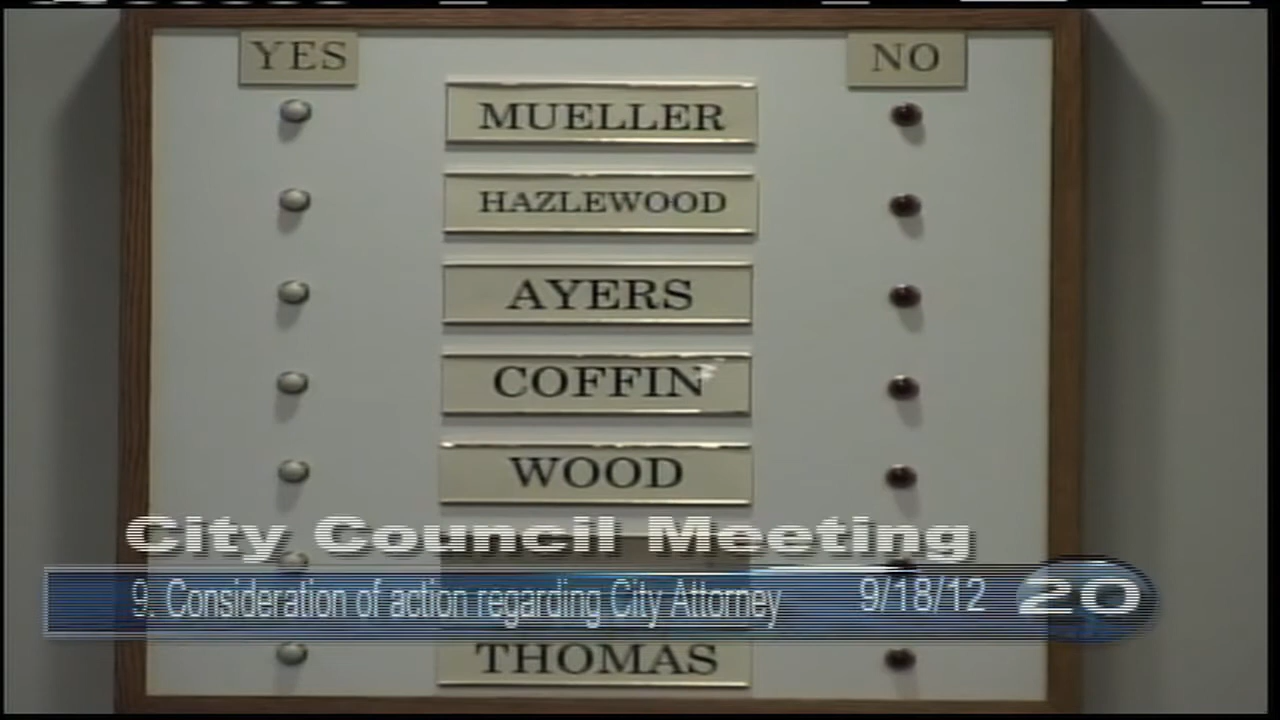 YES NO
MUELLER
HAZLEWOOD
AYERS
COFFIN
WOOD
City Council Meeting
9. Consideration of action regarding City Attorney 9/18/12 20
THOMAS